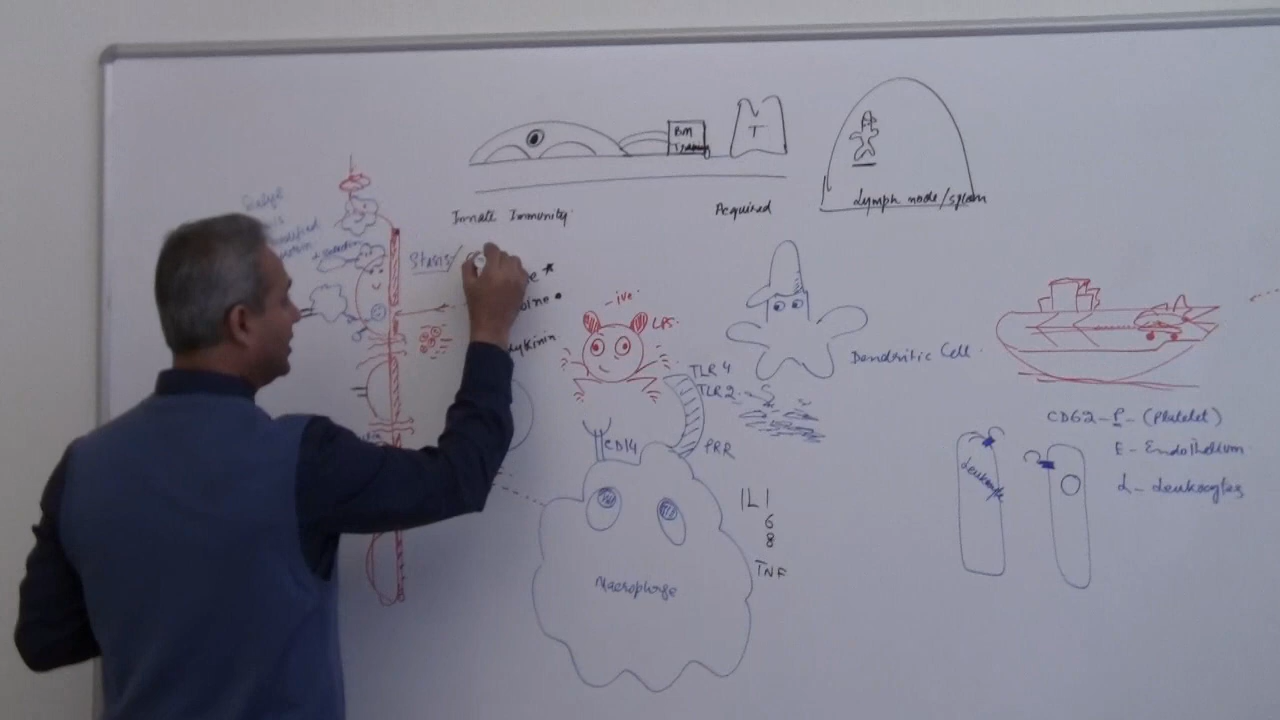 BM
T
Lymph node/spleen
Innate Immunity
Acquired
Stasis/
-ive
LPS
TLR 4
TLR 2
Dendritic Cell
CD14
PRR
CD62-P- (Platelet)
E - Endothelium
L - Leukocytes
Leukocyte
IL 1
6
8
TNF
Macrophage